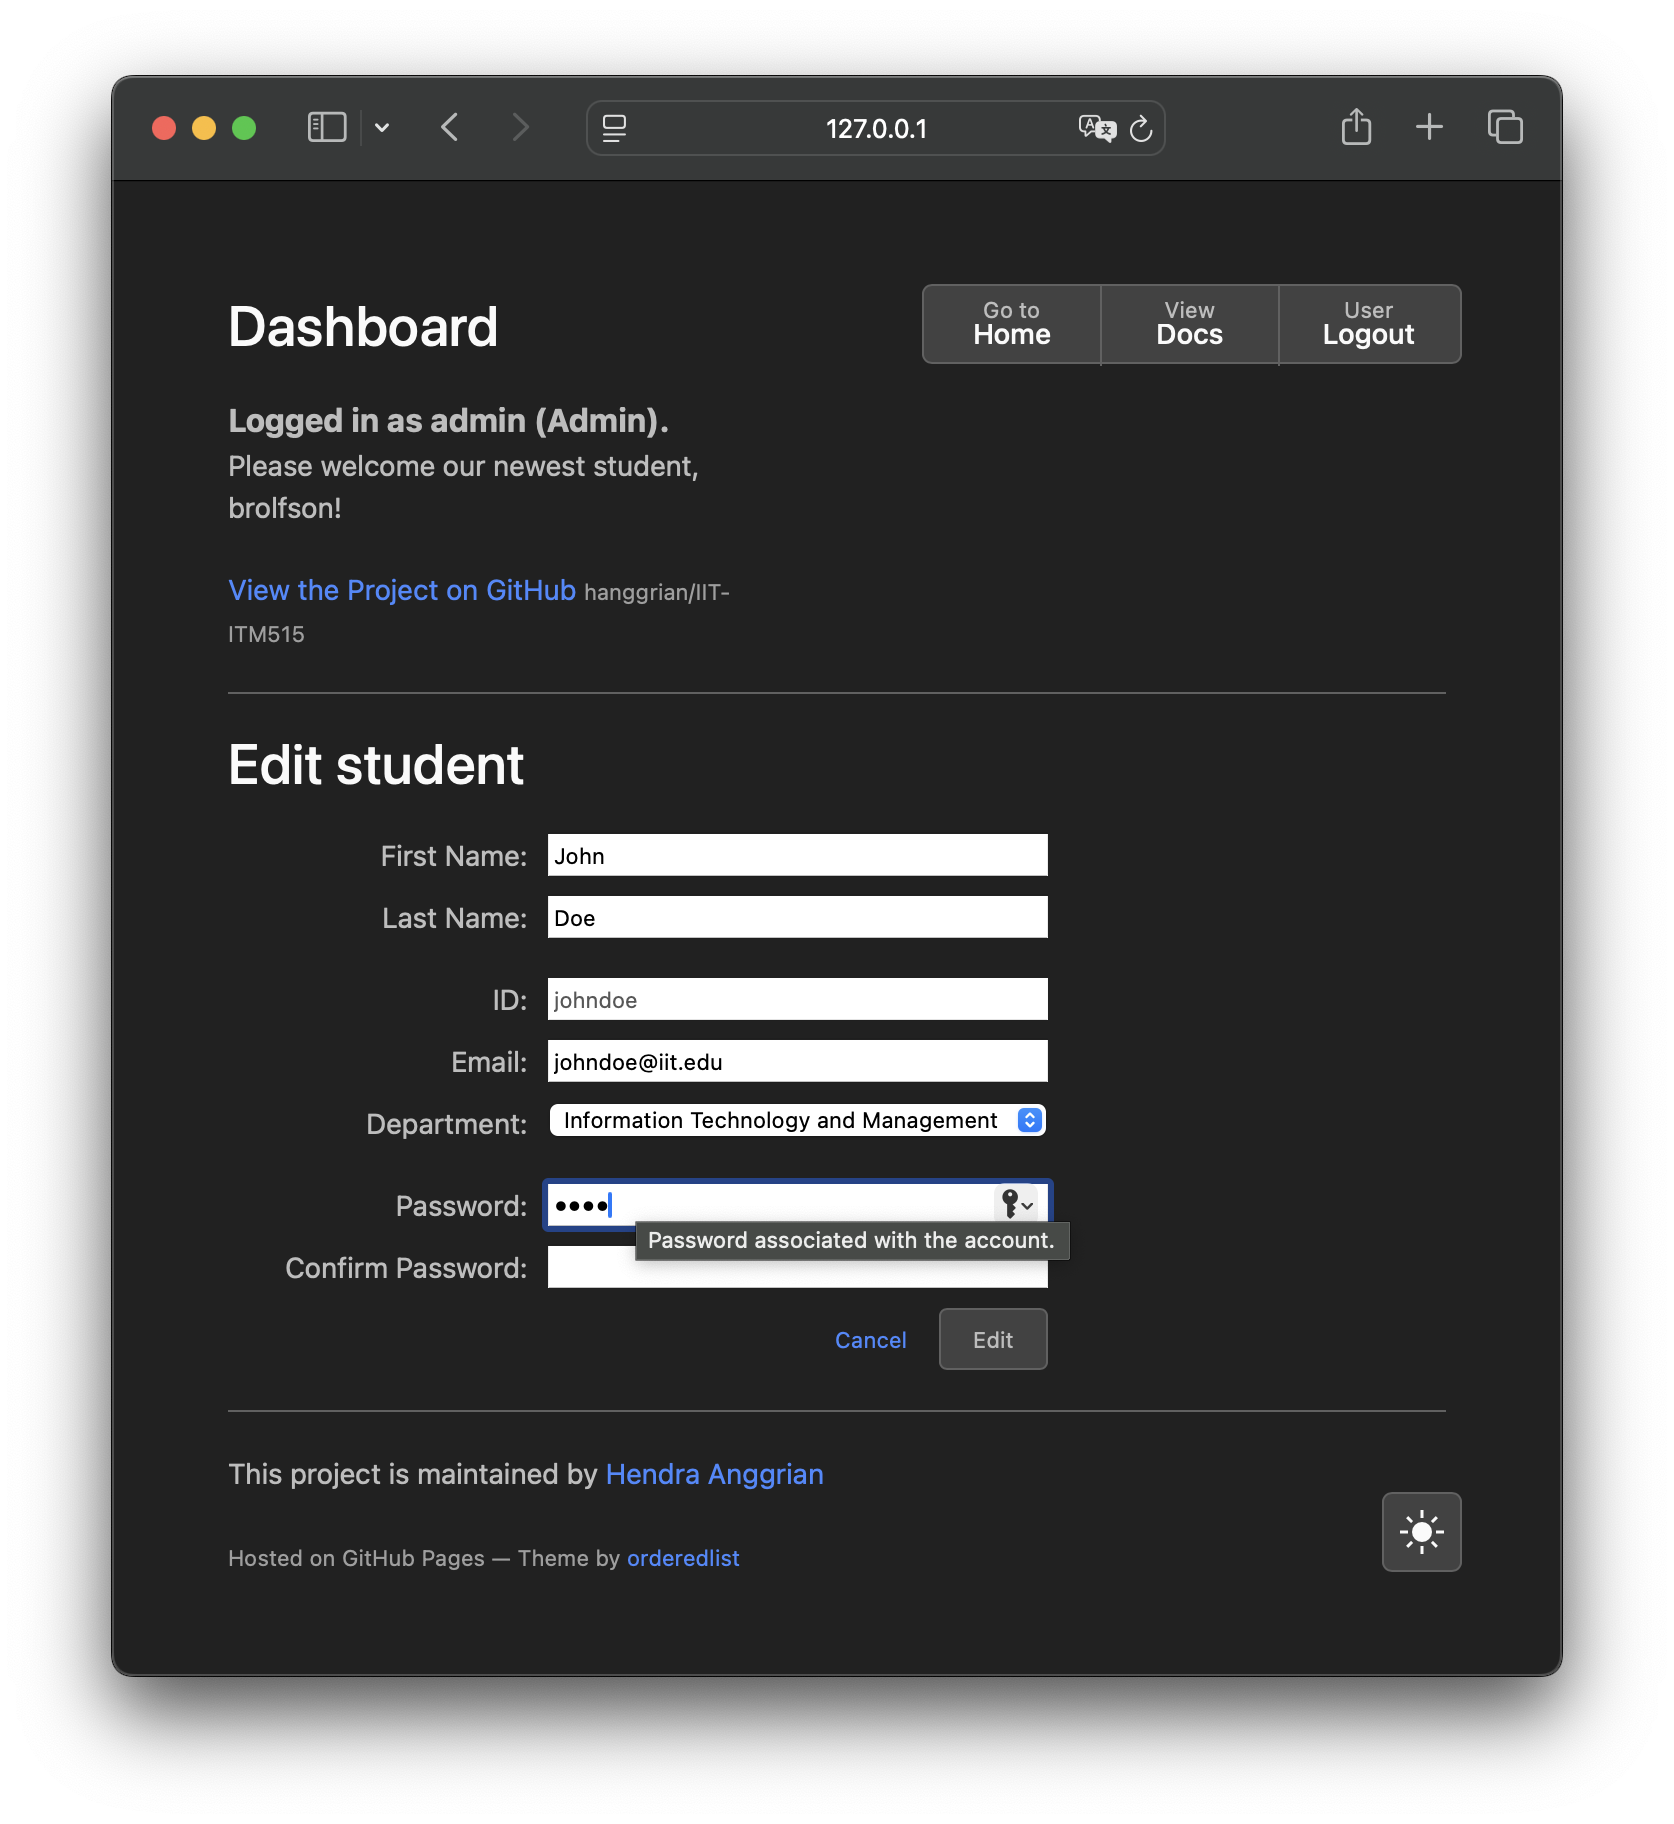 127.0.0.1
Dashboard
Go to
Home
View
Docs
User
Logout
Logged in as admin (Admin).
Please welcome our newest student,
brolfson!
View the Project on GitHub hanggrian/IIT-
ITM515
Edit student
First Name: John
Last Name: Doe
ID: johndoe
Email: johndoe@iit.edu
Department: Information Technology and Management
Password: ••••
Password associated with the account.
Confirm Password:
Cancel Edit
This project is maintained by Hendra Anggrian
Hosted on GitHub Pages — Theme by orderedlist